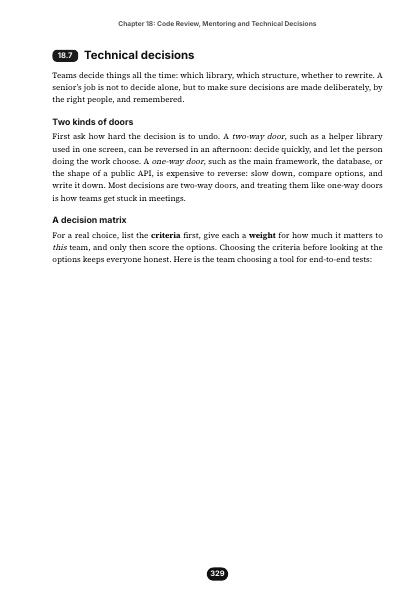 Chapter 18: Code Review, Mentoring and Technical Decisions
18.7 Technical decisions
Teams decide things all the time: which library, which structure, whether to rewrite. A
senior's job is not to decide alone, but to make sure decisions are made deliberately, by
the right people, and remembered.
Two kinds of doors
First ask how hard the decision is to undo. A two-way door, such as a helper library
used in one screen, can be reversed in an afternoon: decide quickly, and let the person
doing the work choose. A one-way door, such as the main framework, the database, or
the shape of a public API, is expensive to reverse: slow down, compare options, and
write it down. Most decisions are two-way doors, and treating them like one-way doors
is how teams get stuck in meetings.
A decision matrix
For a real choice, list the criteria first, give each a weight for how much it matters to
this team, and only then score the options. Choosing the criteria before looking at the
options keeps everyone honest. Here is the team choosing a tool for end-to-end tests:
329